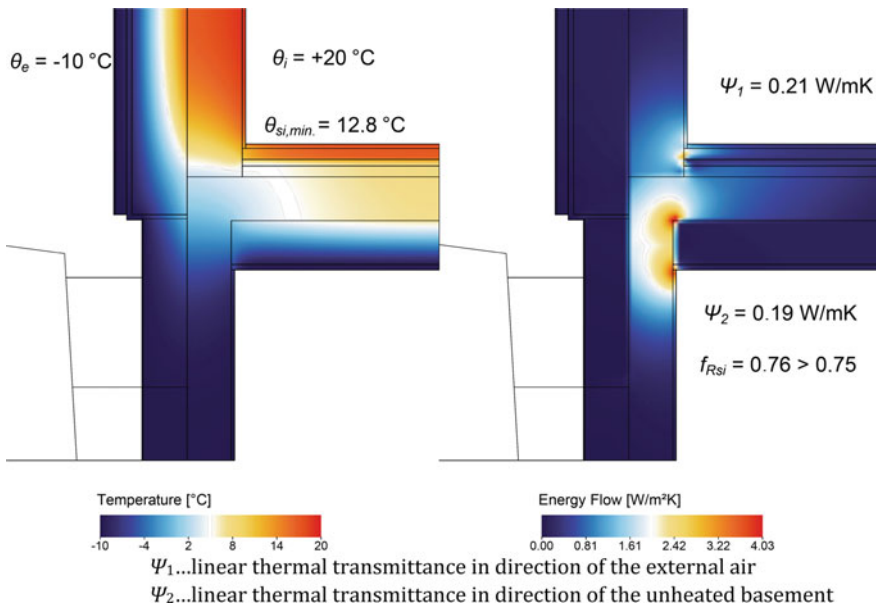 θe = -10 °C
θi = +20 °C
θsi,min. = 12.8 °C
Ψ1 = 0.21 W/mK
Ψ2 = 0.19 W/mK
fRsi = 0.76 > 0.75
Temperature [°C]
-10 -4 2 8 14 20
Energy Flow [W/m²K]
0.00 0.81 1.61 2.42 3.22 4.03
Ψ1...linear thermal transmittance in direction of the external air
Ψ2...linear thermal transmittance in direction of the unheated basement